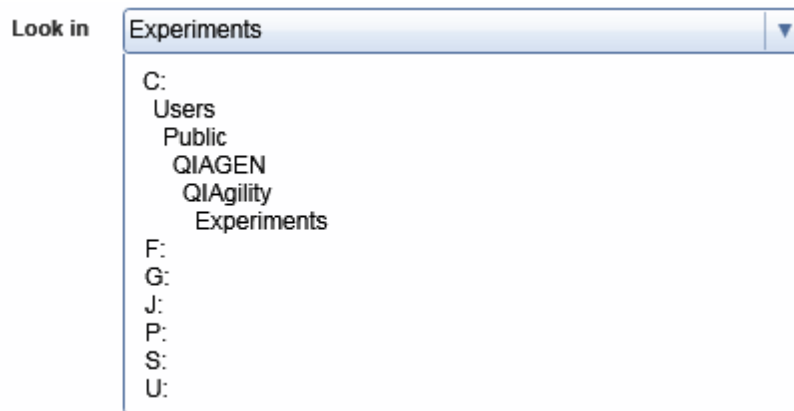 Look in Experiments
C:
Users
Public
QIAGEN
QIAgility
Experiments
F:
G:
J:
P:
S:
U: